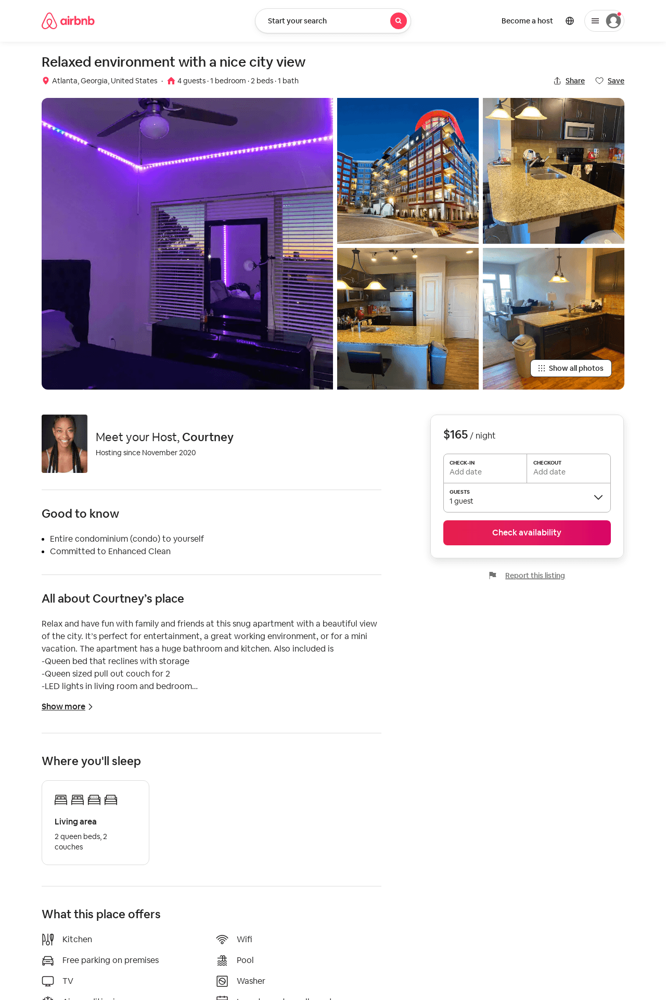 airbnb
Start your search
Become a host
Relaxed environment with a nice city view
Atlanta, Georgia, United States · 4 guests · 1 bedroom · 2 beds · 1 bath
Share
Save
Show all photos
Meet your Host, Courtney
Hosting since November 2020
$165 / night
CHECK-IN
Add date
CHECKOUT
Add date
GUESTS
1 guest
Check availability
Report this listing
Good to know
• Entire condominium (condo) to yourself
• Committed to Enhanced Clean
All about Courtney’s place
Relax and have fun with family and friends at this snug apartment with a beautiful view
of the city. It’s perfect for entertainment, a great working environment, or for a mini
vacation. The apartment has a huge bathroom and kitchen. Also included is
-Queen bed that reclines with storage
-Queen sized pull out couch for 2
-LED lights in living room and bedroom...
Show more
Where you'll sleep
Living area
2 queen beds, 2
couches
What this place offers
Kitchen
Wifi
Free parking on premises
Pool
TV
Washer